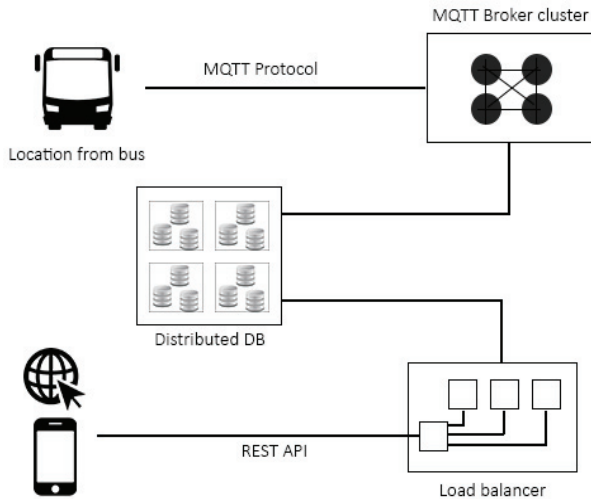 MQTT Broker cluster
MQTT Protocol
Location from bus
Distributed DB
REST API
Load balancer